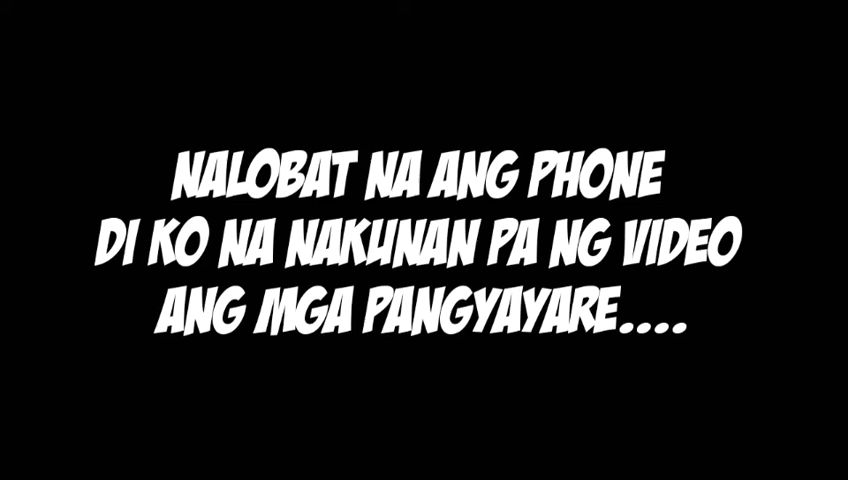 NALOBAT NA ANG PHONE
DI KO NA NAKUNAN PA NG VIDEO
ANG MGA PANGYAYARE....